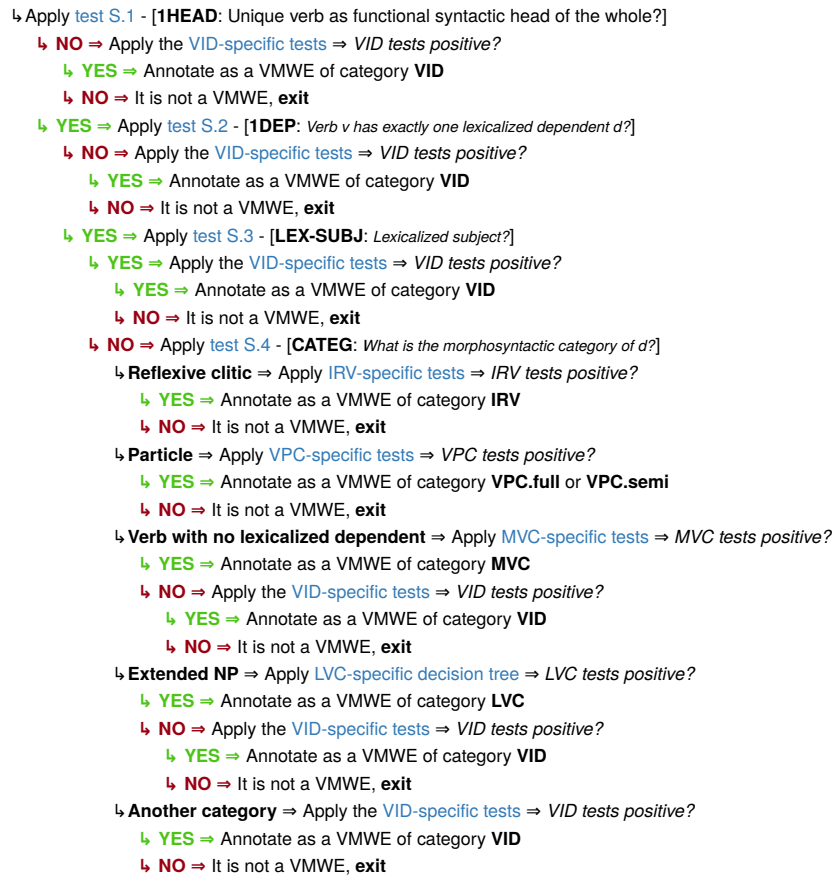 ↳Apply test S.1 - [1HEAD: Unique verb as functional syntactic head of the whole?]
↳ NO ⇒ Apply the VID-specific tests ⇒ VID tests positive?
↳ YES ⇒ Annotate as a VMWE of category VID
↳ NO ⇒ It is not a VMWE, exit
↳ YES ⇒ Apply test S.2 - [1DEP: Verb v has exactly one lexicalized dependent d?]
↳ NO ⇒ Apply the VID-specific tests ⇒ VID tests positive?
↳ YES ⇒ Annotate as a VMWE of category VID
↳ NO ⇒ It is not a VMWE, exit
↳ YES ⇒ Apply test S.3 - [LEX-SUBJ: Lexicalized subject?]
↳ YES ⇒ Apply the VID-specific tests ⇒ VID tests positive?
↳ YES ⇒ Annotate as a VMWE of category VID
↳ NO ⇒ It is not a VMWE, exit
↳ NO ⇒ Apply test S.4 - [CATEG: What is the morphosyntactic category of d?]
↳Reflexive clitic ⇒ Apply IRV-specific tests ⇒ IRV tests positive?
↳ YES ⇒ Annotate as a VMWE of category IRV
↳ NO ⇒ It is not a VMWE, exit
↳Particle ⇒ Apply VPC-specific tests ⇒ VPC tests positive?
↳ YES ⇒ Annotate as a VMWE of category VPC.full or VPC.semi
↳ NO ⇒ It is not a VMWE, exit
↳Verb with no lexicalized dependent ⇒ Apply MVC-specific tests ⇒ MVC tests positive?
↳ YES ⇒ Annotate as a VMWE of category MVC
↳ NO ⇒ Apply the VID-specific tests ⇒ VID tests positive?
↳ YES ⇒ Annotate as a VMWE of category VID
↳ NO ⇒ It is not a VMWE, exit
↳Extended NP ⇒ Apply LVC-specific decision tree ⇒ LVC tests positive?
↳ YES ⇒ Annotate as a VMWE of category LVC
↳ NO ⇒ Apply the VID-specific tests ⇒ VID tests positive?
↳ YES ⇒ Annotate as a VMWE of category VID
↳ NO ⇒ It is not a VMWE, exit
↳Another category ⇒ Apply the VID-specific tests ⇒ VID tests positive?
↳ YES ⇒ Annotate as a VMWE of category VID
↳ NO ⇒ It is not a VMWE, exit